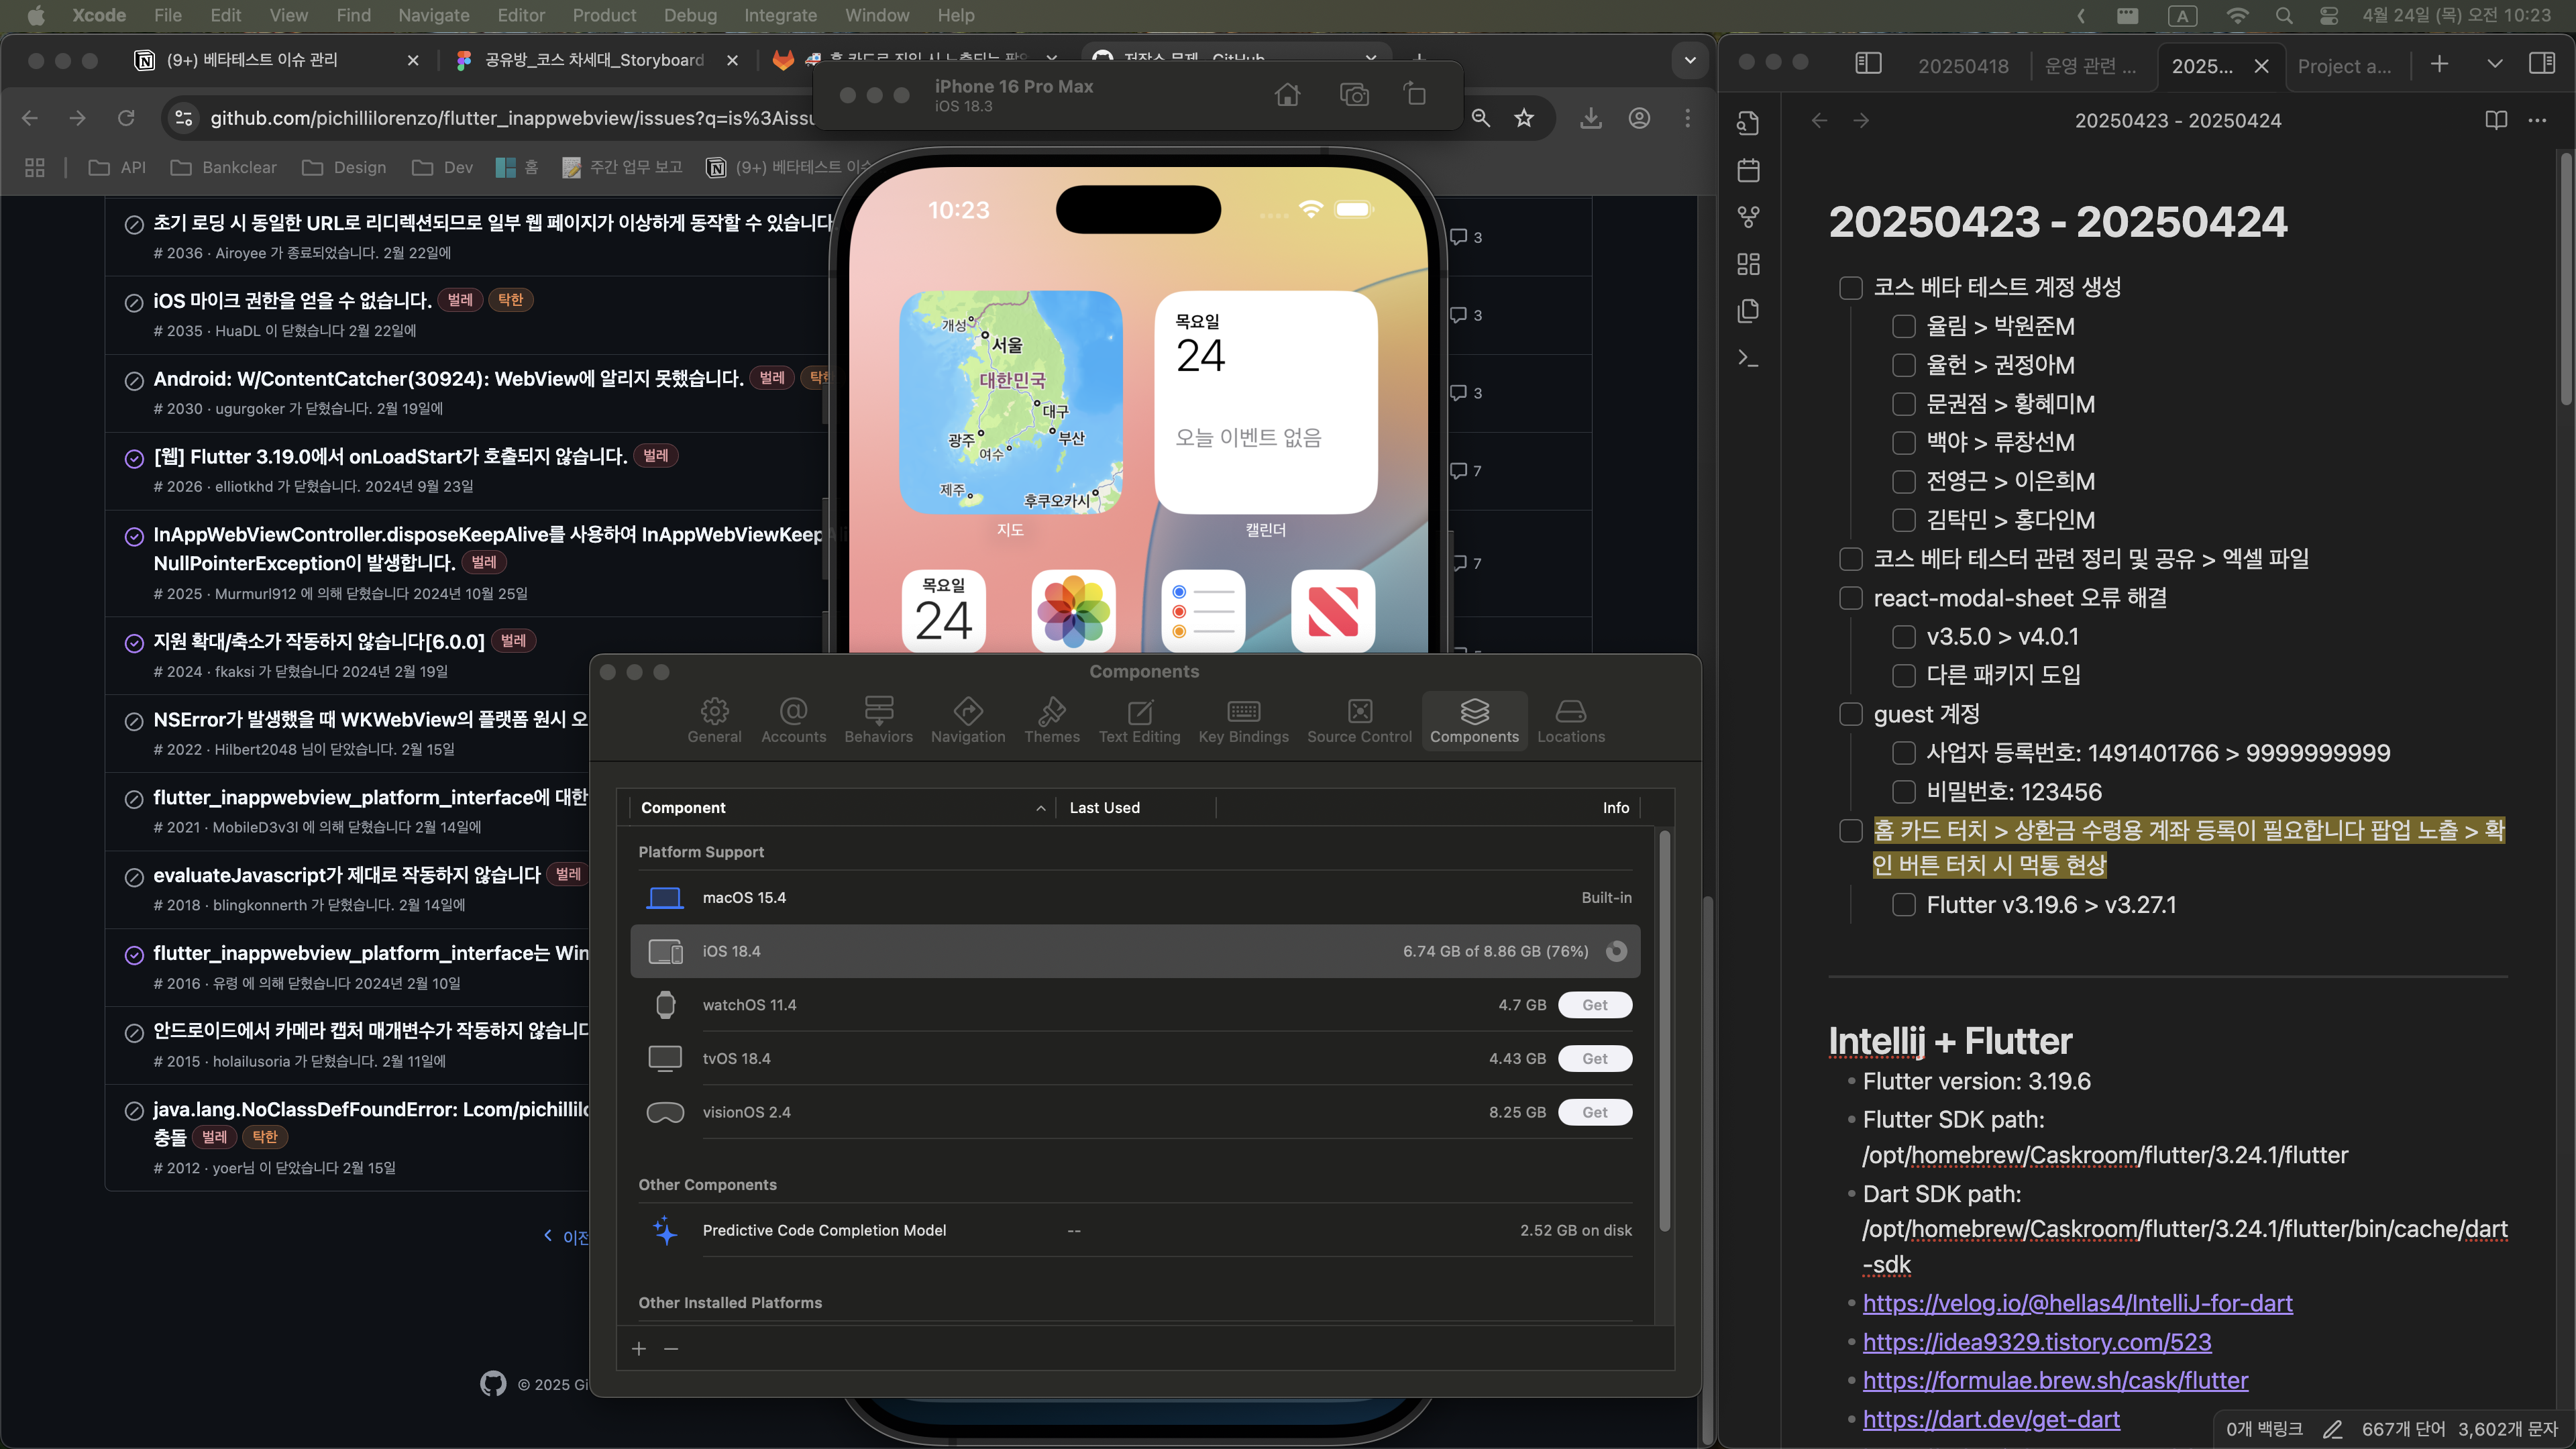 Xcode File Edit View Find Navigate Editor Product Debug Integrate Window Help
A
4월 24일 (목) 오전 10:23
(9+) 베타테스트 이슈 관리
공유방_코스 차세대_Storyboard
저장소 문제 · GitHub
github.com/pichillilorenzo/flutter_inappwebview/issues?q=is%3Aissu
API
Bankclear
Design
Dev
홈
주간 업무 보고
(9+) 베타테스트 이슈
초기 로딩 시 동일한 URL로 리디렉션되므로 일부 웹 페이지가 이상하게 동작할 수 있습니다
# 2036 · Airoyee 가 종료되었습니다. 2월 22일에
3
iOS 마이크 권한을 얻을 수 없습니다. 벌레 탁한
# 2035 · HuaDL 이 닫혔습니다 2월 22일에
3
Android: W/ContentCatcher(30924): WebView에 알리지 못했습니다. 벌레 탁한
# 2030 · ugurgoker 가 닫혔습니다. 2월 19일에
3
[웹] Flutter 3.19.0에서 onLoadStart가 호출되지 않습니다. 벌레
# 2026 · elliotkhd 가 닫혔습니다. 2024년 9월 23일
7
InAppWebViewController.disposeKeepAlive를 사용하여 InAppWebViewKeepAli
NullPointerException이 발생합니다. 벌레
# 2025 · Murmurl912 에 의해 닫혔습니다 2024년 10월 25일
7
지원 확대/축소가 작동하지 않습니다[6.0.0] 벌레
# 2024 · fkaksi 가 닫혔습니다 2024년 2월 19일
NSError가 발생했을 때 WKWebView의 플랫폼 원시 오
# 2022 · Hilbert2048 님이 닫았습니다. 2월 15일
flutter_inappwebview_platform_interface에 대한
# 2021 · MobileD3v3l 에 의해 닫혔습니다 2월 14일에
evaluateJavascript가 제대로 작동하지 않습니다 벌레
# 2018 · blingkonnerth 가 닫혔습니다. 2월 14일에
flutter_inappwebview_platform_interface는 Win
# 2016 · 유령 에 의해 닫혔습니다 2024년 2월 10일
안드로이드에서 카메라 캡처 매개변수가 작동하지 않습니다
# 2015 · holailusoria 가 닫혔습니다. 2월 11일에
java.lang.NoClassDefFoundError: Lcom/pichillilo
충돌 벌레 탁한
# 2012 · yoer님 이 닫았습니다 2월 15일
이전
© 2025 Gi
iPhone 16 Pro Max
iOS 18.3
10:23
개성
서울
대한민국
대구
광주
부산
여수
제주
후쿠오카시
지도
목요일
24
오늘 이벤트 없음
캘린더
목요일
24
Components
General Accounts Behaviors Navigation Themes Text Editing Key Bindings Source Control Components Locations
Component Last Used Info
Platform Support
macOS 15.4 Built-in
iOS 18.4 6.74 GB of 8.86 GB (76%)
watchOS 11.4 4.7 GB Get
tvOS 18.4 4.43 GB Get
visionOS 2.4 8.25 GB Get
Other Components
Predictive Code Completion Model -- 2.52 GB on disk
Other Installed Platforms
20250418
운영 관련 ...
2025...
Project a...
20250423 - 20250424
20250423 - 20250424
코스 베타 테스트 계정 생성
율림 > 박원준M
율헌 > 권정아M
문권점 > 황혜미M
백야 > 류창선M
전영근 > 이은희M
김탁민 > 홍다인M
코스 베타 테스터 관련 정리 및 공유 > 엑셀 파일
react-modal-sheet 오류 해결
v3.5.0 > v4.0.1
다른 패키지 도입
guest 계정
사업자 등록번호: 1491401766 > 9999999999
비밀번호: 123456
홈 카드 터치 > 상환금 수령용 계좌 등록이 필요합니다 팝업 노출 > 확
인 버튼 터치 시 먹통 현상
Flutter v3.19.6 > v3.27.1
Intellij + Flutter
Flutter version: 3.19.6
Flutter SDK path:
/opt/homebrew/Caskroom/flutter/3.24.1/flutter
Dart SDK path:
/opt/homebrew/Caskroom/flutter/3.24.1/flutter/bin/cache/dart
-sdk
https://velog.io/@hellas4/IntelliJ-for-dart
https://idea9329.tistory.com/523
https://formulae.brew.sh/cask/flutter
https://dart.dev/get-dart
0개 백링크
667개 단어
3,602개 문자